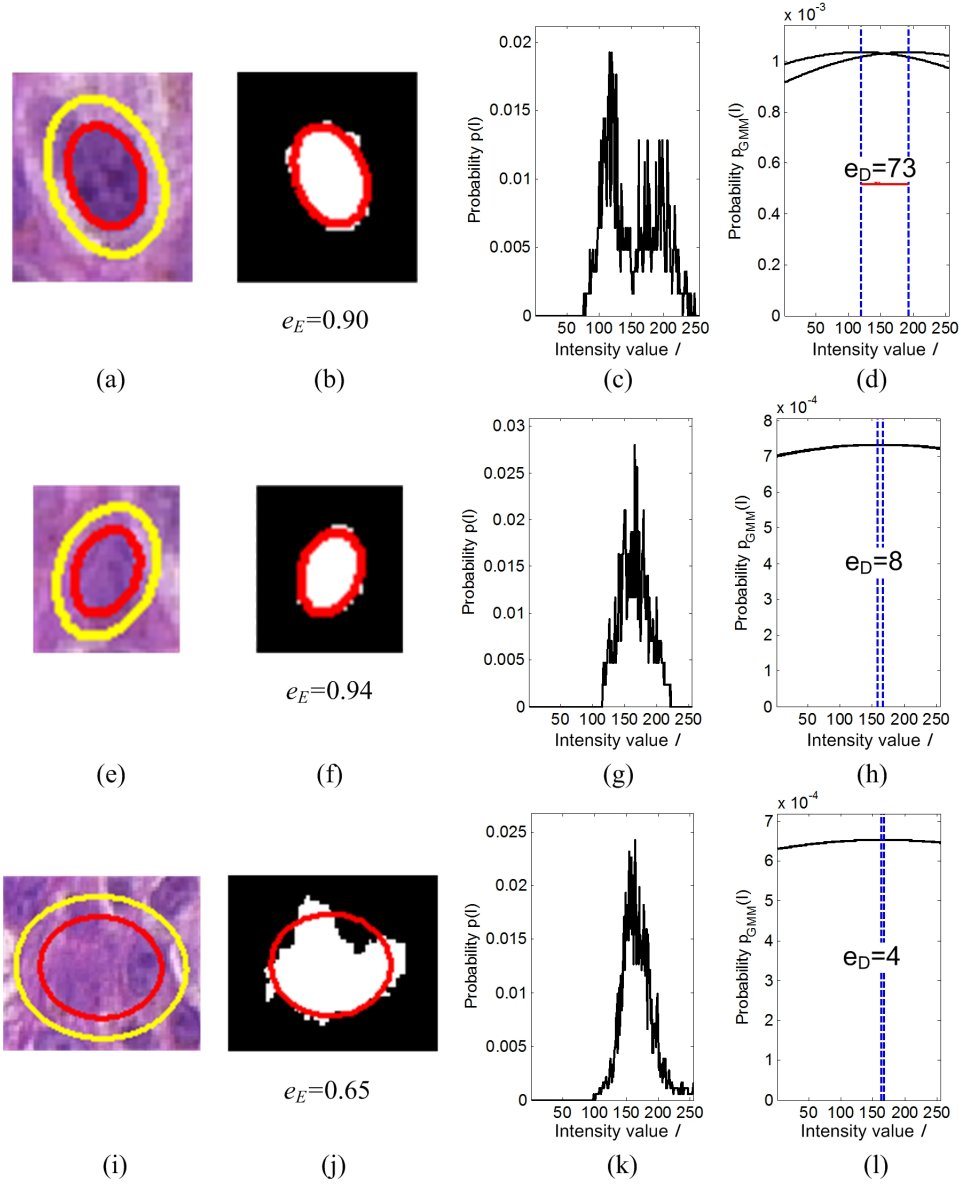 0.02
0.015
0.01
0.005
0
50 100 150 200 250
Probability p(I)
Intensity value I
x 10⁻³
1
0.8
0.6
0.4
0.2
0
50 100 150 200 250
Probability p_GMM(I)
Intensity value I
e_D=73
e_E=0.90
(a) (b) (c) (d)
0.03
0.025
0.02
0.015
0.01
0.005
0
50 100 150 200 250
Probability p(I)
Intensity value I
x 10⁻⁴
8
7
6
5
4
3
2
1
0
50 100 150 200 250
Probability p_GMM(I)
Intensity value I
e_D=8
e_E=0.94
(e) (f) (g) (h)
0.025
0.02
0.015
0.01
0.005
0
50 100 150 200 250
Probability p(I)
Intensity value I
x 10⁻⁴
7
6
5
4
3
2
1
0
50 100 150 200 250
Probability p_GMM(I)
Intensity value I
e_D=4
e_E=0.65
(i) (j) (k) (l)